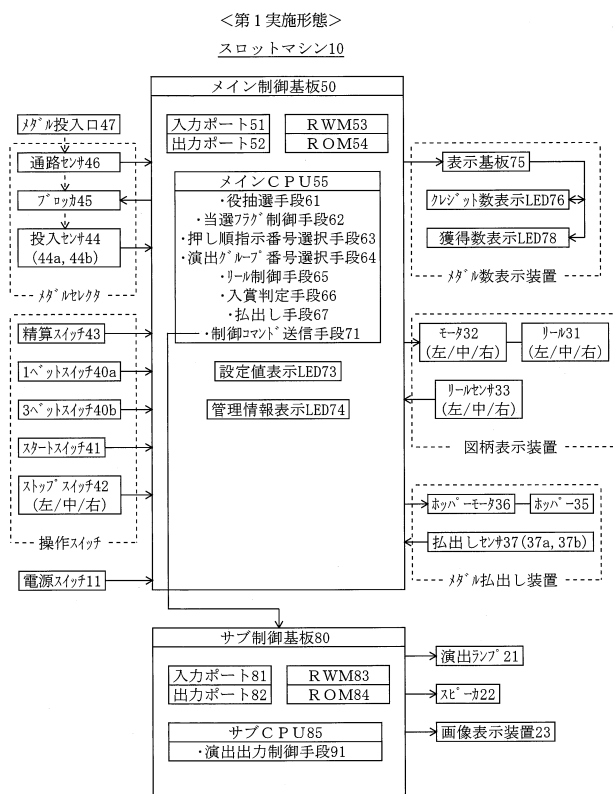 ＜第１実施形態＞
スロットマシン10
メイン制御基板50
入力ポート51
出力ポート52
ＲＷＭ53
ＲＯＭ54
メインＣＰＵ55
・役抽選手段61
・当選ﾌﾗｸﾞ制御手段62
・押し順指示番号選択手段63
・演出ｸﾞﾙｰﾌﾟ番号選択手段64
・ﾘｰﾙ制御手段65
・入賞判定手段66
・払出し手段67
・制御ｺﾏﾝﾄﾞ送信手段71
設定値表示LED73
管理情報表示LED74
ﾒﾀﾞﾙ投入口47
通路ｾﾝｻ46
ﾌﾞﾛｯｶ45
投入ｾﾝｻ44
(44a, 44b)
ﾒﾀﾞﾙｾﾚｸﾀ
精算ｽｲｯﾁ43
1ﾍﾞｯﾄｽｲｯﾁ40a
3ﾍﾞｯﾄｽｲｯﾁ40b
ｽﾀｰﾄｽｲｯﾁ41
ｽﾄｯﾌﾟｽｲｯﾁ42
(左/中/右)
操作ｽｲｯﾁ
電源ｽｲｯﾁ11
表示基板75
ｸﾚｼﾞｯﾄ数表示LED76
獲得数表示LED78
ﾒﾀﾞﾙ数表示装置
ﾓｰﾀ32
(左/中/右)
ﾘｰﾙ31
(左/中/右)
ﾘｰﾙｾﾝｻ33
(左/中/右)
図柄表示装置
ﾎｯﾊﾟｰﾓｰﾀ36
ﾎｯﾊﾟｰ35
払出しｾﾝｻ37(37a, 37b)
ﾒﾀﾞﾙ払出し装置
サブ制御基板80
入力ポート81
出力ポート82
ＲＷＭ83
ＲＯＭ84
サブＣＰＵ85
・演出出力制御手段91
演出ﾗﾝﾌﾟ21
ｽﾋﾟｰｶ22
画像表示装置23